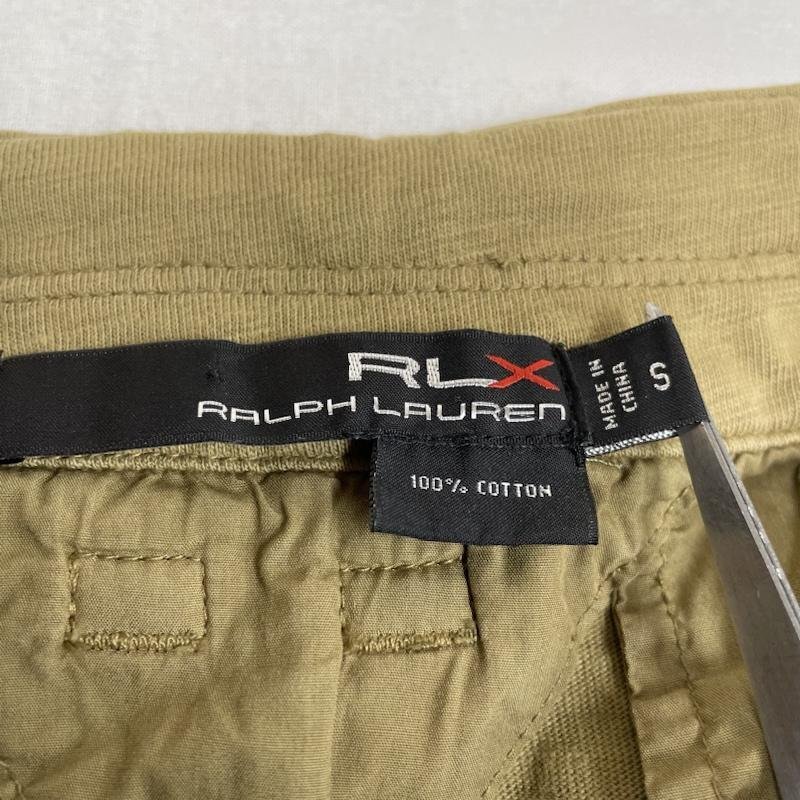 RLX
RALPH LAUREN
MADE IN
CHINA
S
100% COTTON